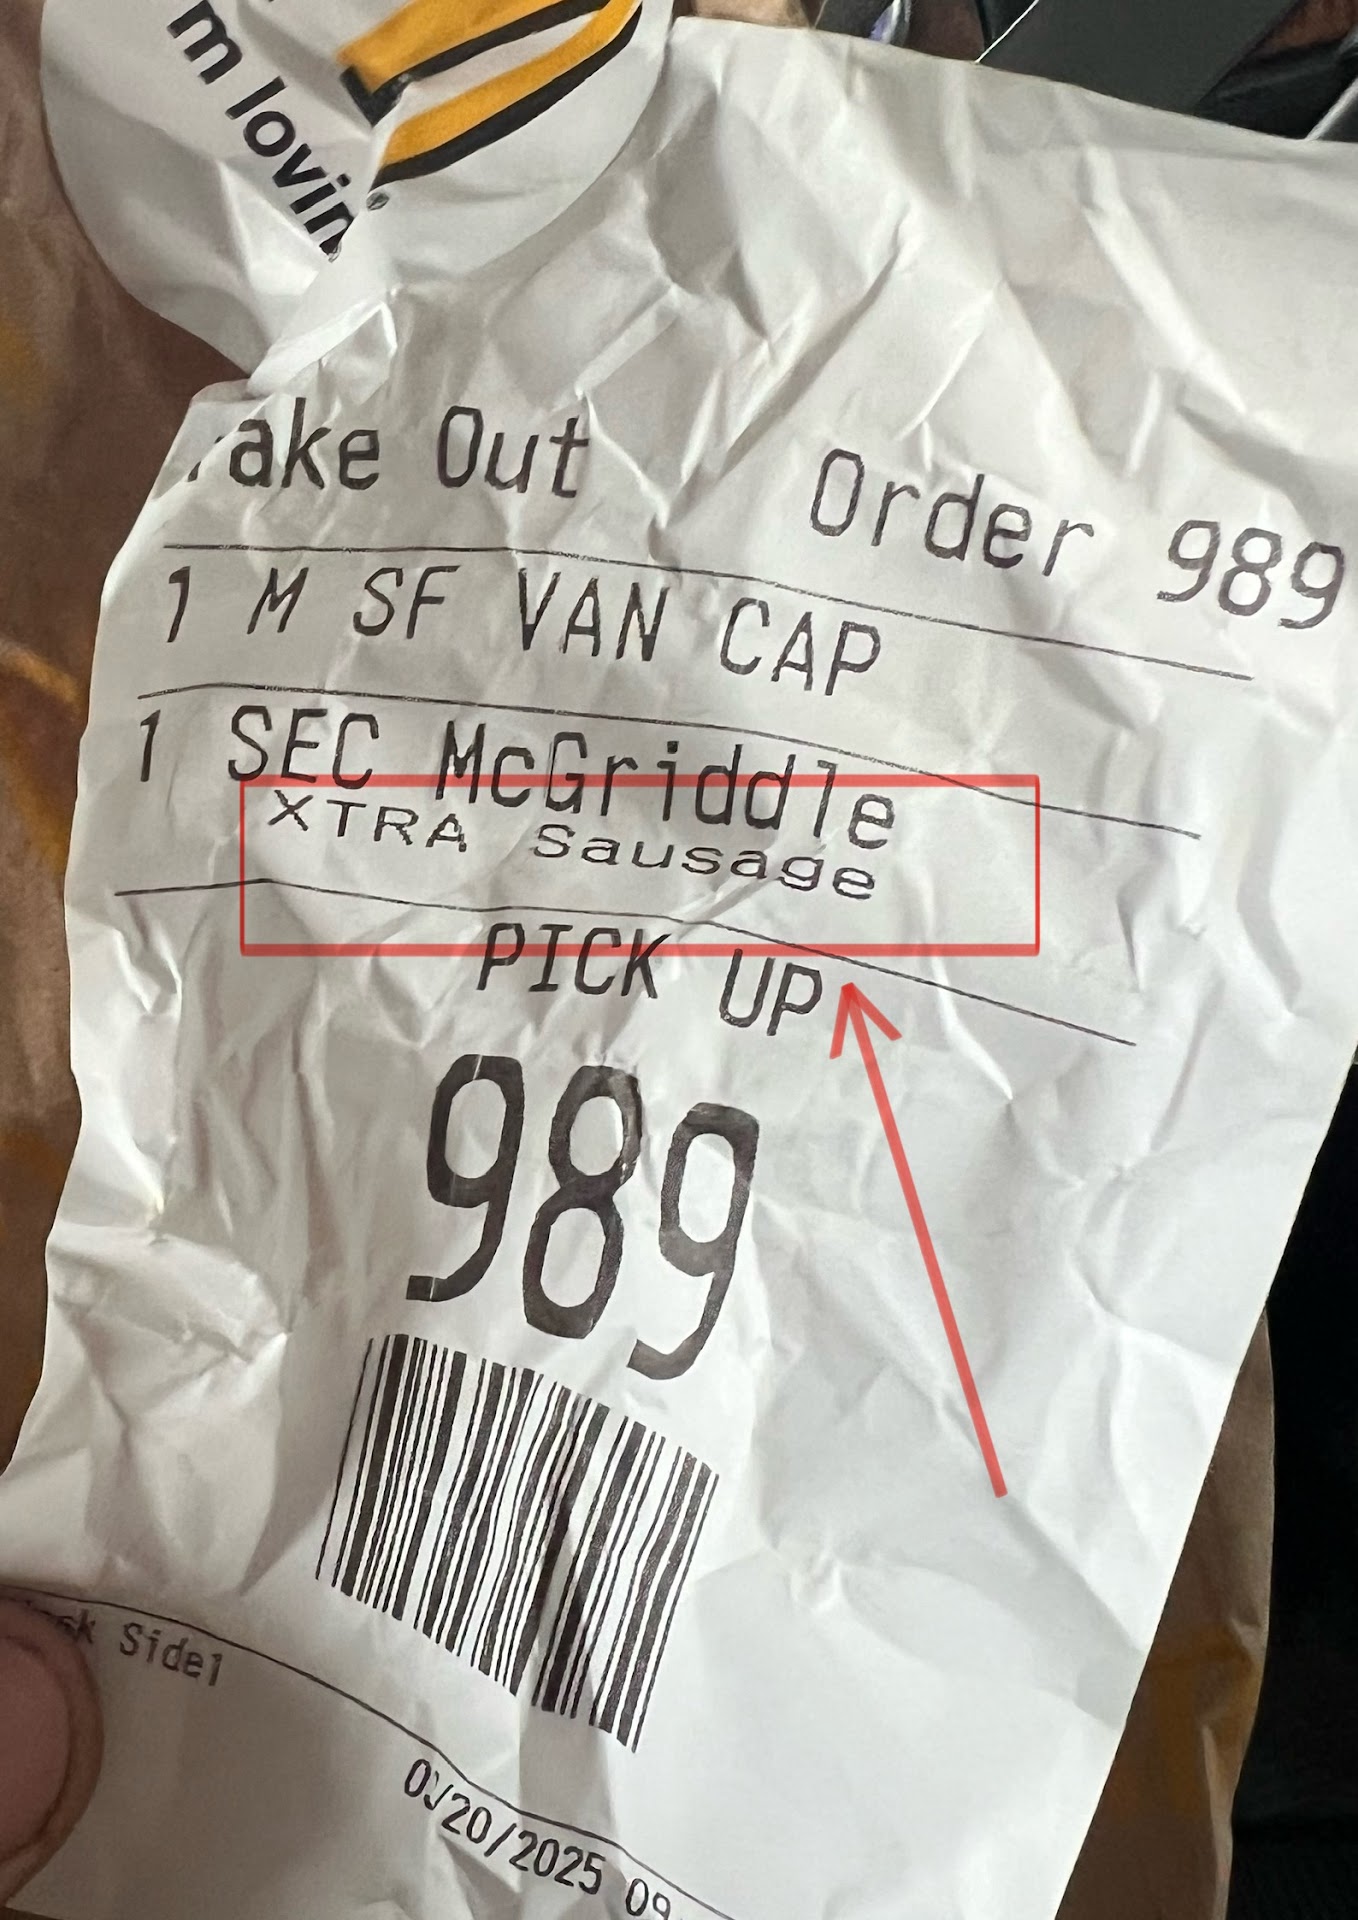 m lovin
ake Out Order 989
1 M SF VAN CAP
1 SEC McGriddle
XTRA Sausage
PICK UP
989
Side1
/20/2025 09